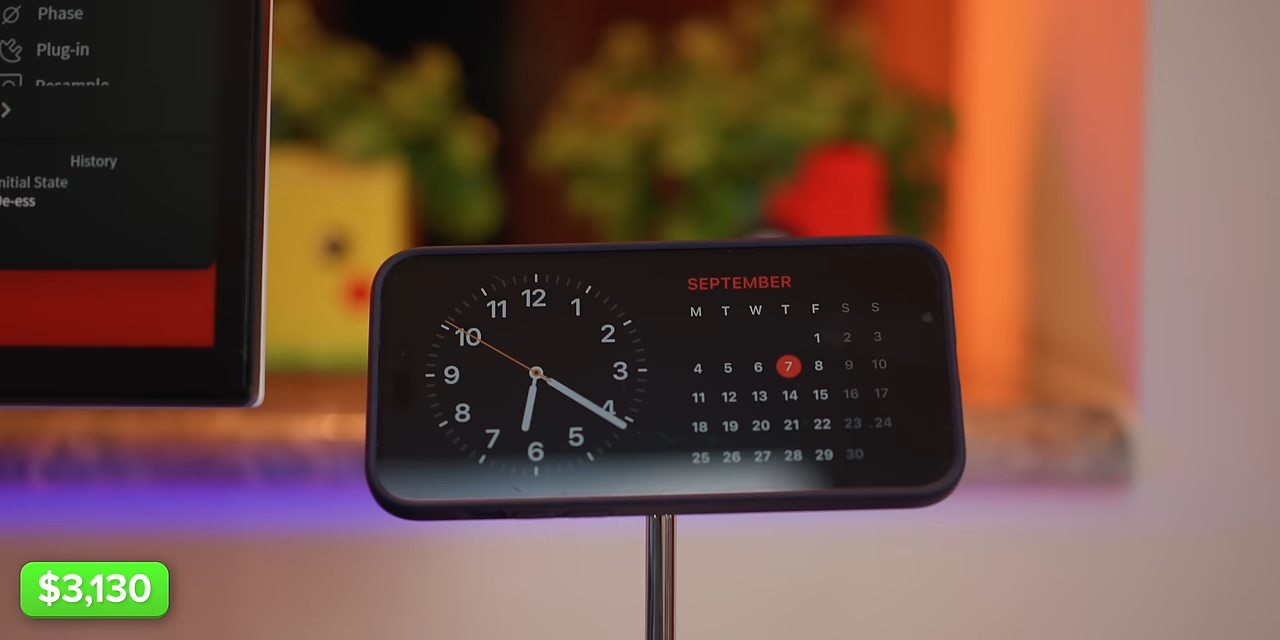 Phase
Plug-in
Resample
History
nitial State
De-ess
12
11 1
10 2
9 3
8 4
7 5
6
SEPTEMBER
M T W T F S S
1 2 3
4 5 6 7 8 9 10
11 12 13 14 15 16 17
18 19 20 21 22 23 24
25 26 27 28 29 30
$3,130